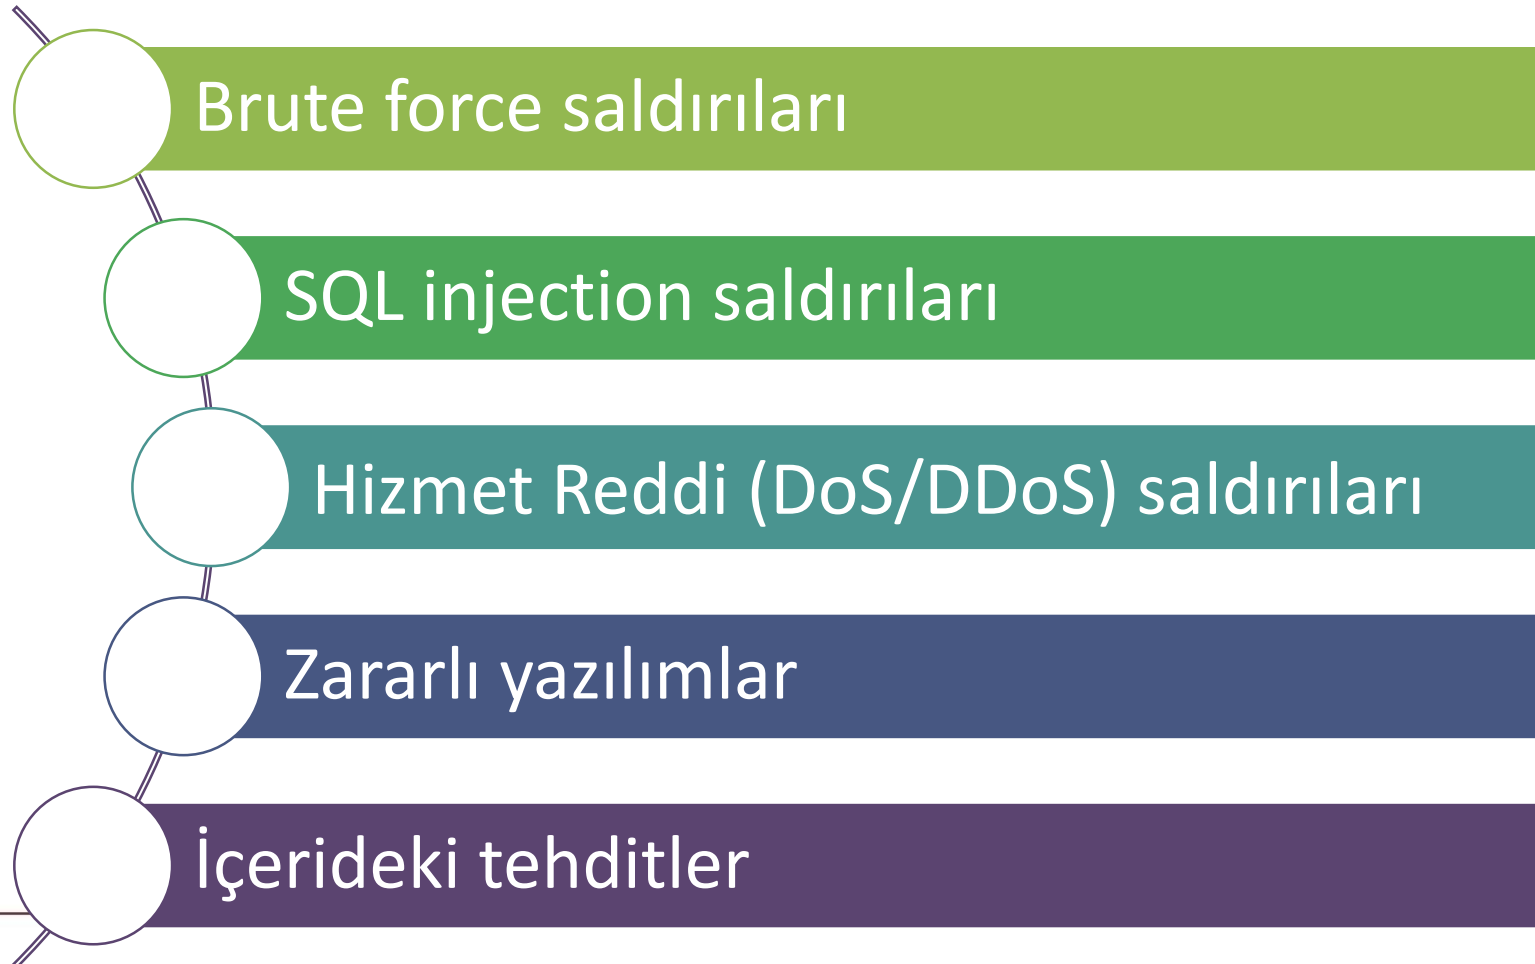 Brute force saldırıları
SQL injection saldırıları
Hizmet Reddi (DoS/DDoS) saldırıları
Zararlı yazılımlar
İçerideki tehditler